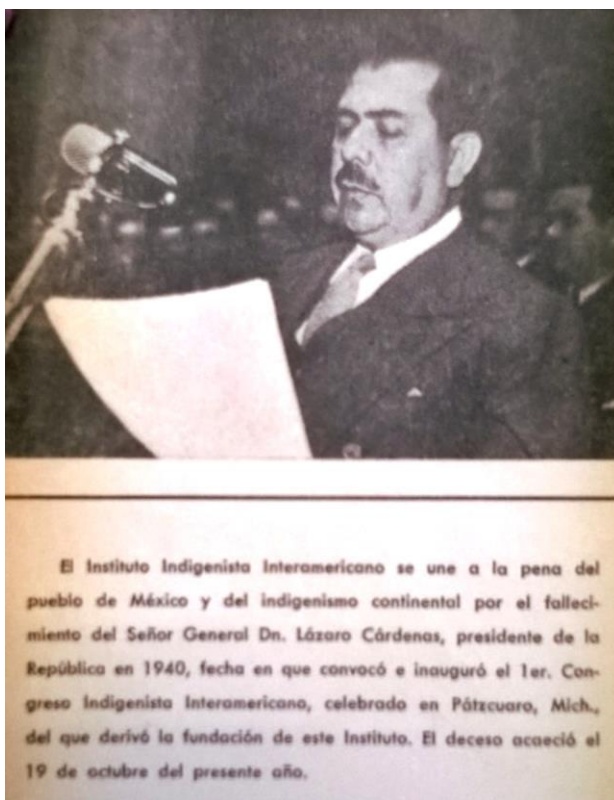 El Instituto Indigenista Interamericano se une a la pena del
pueblo de México y del indigenismo continental por el falleci-
miento del Señor General Dn. Lázaro Cárdenas, presidente de la
República en 1940, fecha en que convocó e inauguró el 1er. Con-
greso Indigenista Interamericano, celebrado en Pátzcuaro, Mich.,
del que derivó la fundación de este Instituto. El deceso acaeció el
19 de octubre del presente año.